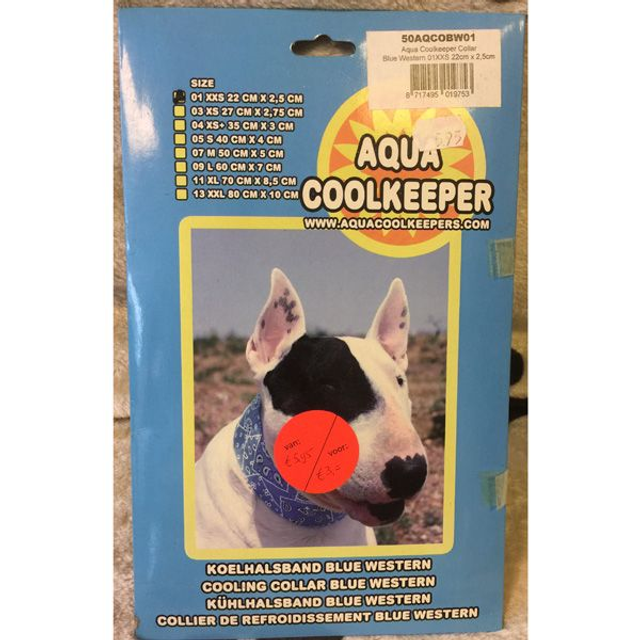 50AQCOBW01
Aqua Coolkeeper Collar
Blue Western 01XXS 22cm x 2,5cm
8 717495 019753
5.95
SIZE
01 XXS 22 CM X 2,5 CM
03 XS 27 CM X 2,75 CM
04 XS+ 35 CM X 3 CM
05 S 40 CM X 4 CM
07 M 50 CM X 5 CM
09 L 60 CM X 7 CM
11 XL 70 CM X 8,5 CM
13 XXL 80 CM X 10 CM
AQUA
COOLKEEPER
WWW.AQUACOOLKEEPERS.COM
van:
€5,95
voor:
€3,=
KOELHALSBAND BLUE WESTERN
COOLING COLLAR BLUE WESTERN
KÜHLHALSBAND BLUE WESTERN
COLLIER DE REFROIDISSEMENT BLUE WESTERN